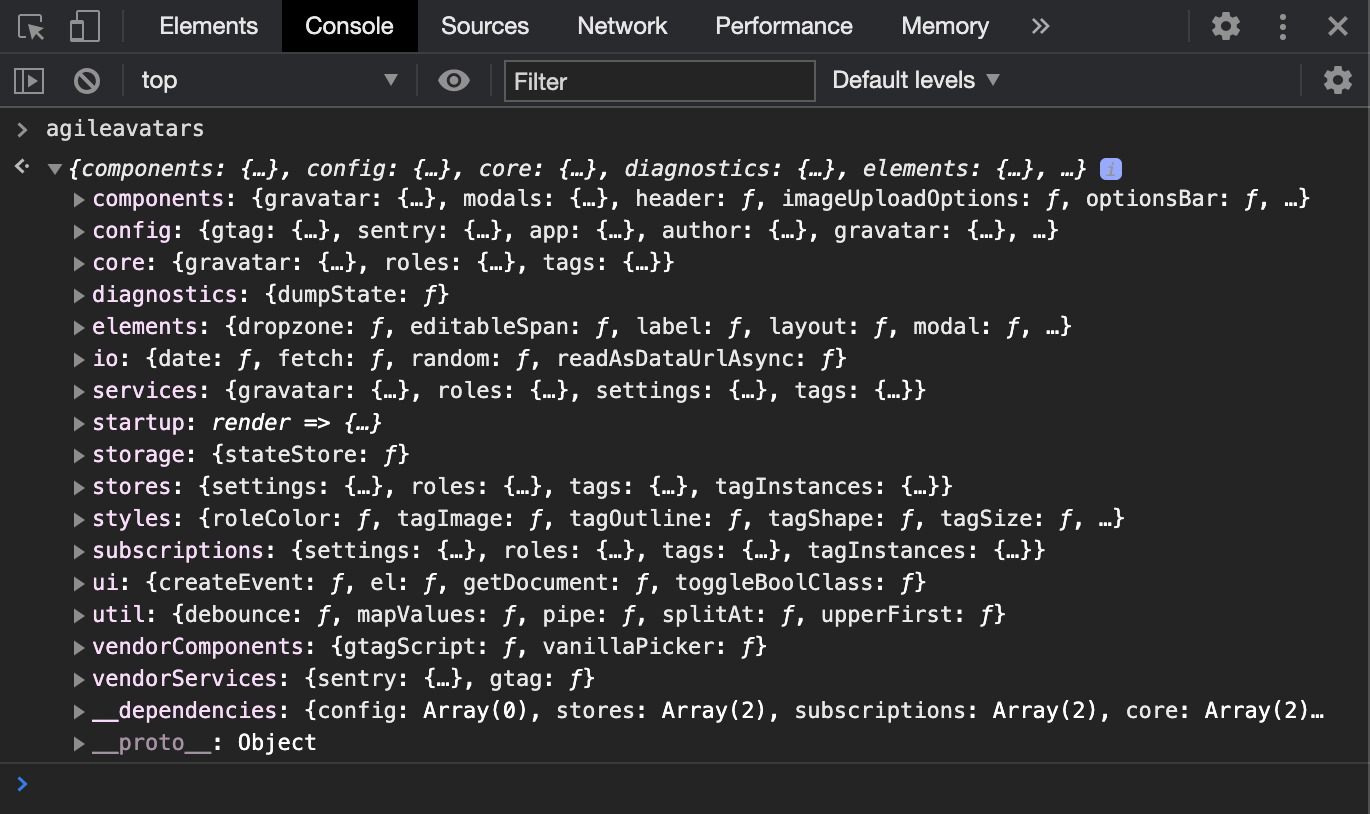 Elements Console Sources Network Performance Memory »
top ▼ Filter Default levels ▼
> agileavatars
▼{components: {…}, config: {…}, core: {…}, diagnostics: {…}, elements: {…}, …} i
▶components: {gravatar: {…}, modals: {…}, header: ƒ, imageUploadOptions: ƒ, optionsBar: ƒ, …}
▶config: {gtag: {…}, sentry: {…}, app: {…}, author: {…}, gravatar: {…}, …}
▶core: {gravatar: {…}, roles: {…}, tags: {…}}
▶diagnostics: {dumpState: ƒ}
▶elements: {dropzone: ƒ, editableSpan: ƒ, label: ƒ, layout: ƒ, modal: ƒ, …}
▶io: {date: ƒ, fetch: ƒ, random: ƒ, readAsDataUrlAsync: ƒ}
▶services: {gravatar: {…}, roles: {…}, settings: {…}, tags: {…}}
▶startup: render => {…}
▶storage: {stateStore: ƒ}
▶stores: {settings: {…}, roles: {…}, tags: {…}, tagInstances: {…}}
▶styles: {roleColor: ƒ, tagImage: ƒ, tagOutline: ƒ, tagShape: ƒ, tagSize: ƒ, …}
▶subscriptions: {settings: {…}, roles: {…}, tags: {…}, tagInstances: {…}}
▶ui: {createEvent: ƒ, el: ƒ, getDocument: ƒ, toggleBoolClass: ƒ}
▶util: {debounce: ƒ, mapValues: ƒ, pipe: ƒ, splitAt: ƒ, upperFirst: ƒ}
▶vendorComponents: {gtagScript: ƒ, vanillaPicker: ƒ}
▶vendorServices: {sentry: {…}, gtag: ƒ}
▶__dependencies: {config: Array(0), stores: Array(2), subscriptions: Array(2), core: Array(2)…
▶__proto__: Object
>